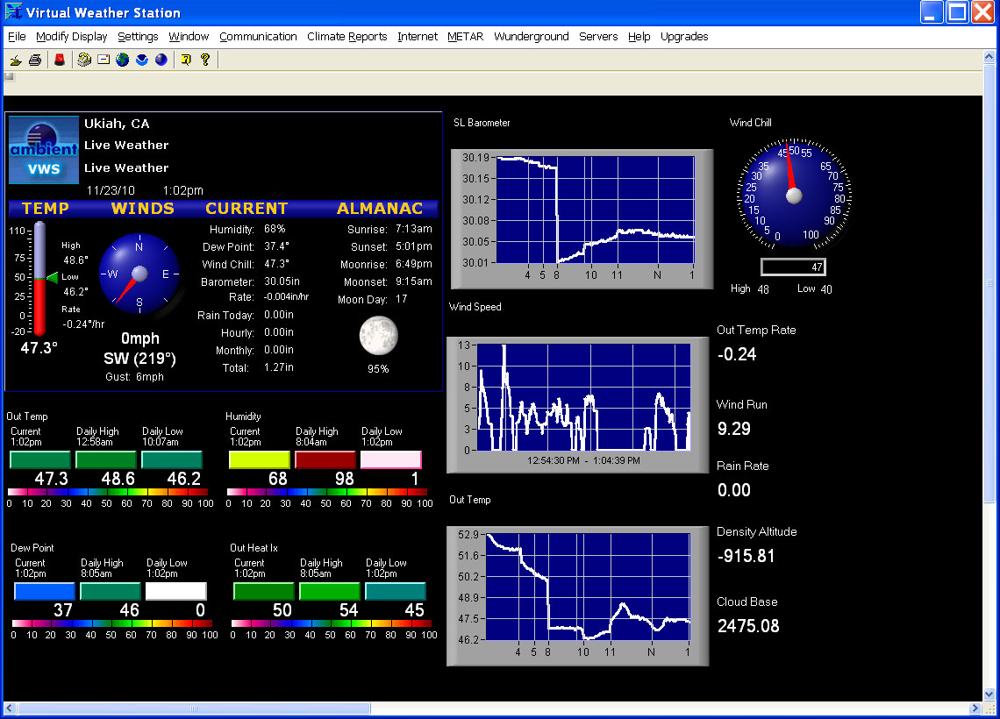 Virtual Weather Station
File Modify Display Settings Window Communication Climate Reports Internet METAR Wunderground Servers Help Upgrades
ambient
VWS
Ukiah, CA
Live Weather
Live Weather
11/23/10 1:02pm
TEMP WINDS CURRENT ALMANAC
110
75
50
25
0
-20
High
48.6°
Low
46.2°
Rate
-0.24°/hr
47.3°
N
W E
S
0mph
SW (219°)
Gust: 6mph
Humidity: 68%
Dew Point: 37.4°
Wind Chill: 47.3°
Barometer: 30.05in
Rate: -0.004in/hr
Rain Today: 0.00in
Hourly: 0.00in
Monthly: 0.00in
Total: 1.27in
Sunrise: 7:13am
Sunset: 5:01pm
Moonrise: 6:49pm
Moonset: 9:15am
Moon Day: 17
95%
SL Barometer
30.19
30.15
30.12
30.08
30.05
30.01
4 5 8 10 11 N 1
Wind Chill
0 5 10 15 20 25 30 35 45 50 55 65 70 75 80 85 90 100
47
High 48 Low 40
Wind Speed
13
10
8
5
3
0
12:54:30 PM - 1:04:39 PM
Out Temp Rate
-0.24
Wind Run
9.29
Rain Rate
0.00
Out Temp
Current Daily High Daily Low
1:02pm 12:58am 10:07am
47.3 48.6 46.2
0 10 20 30 40 50 60 70 80 90 100
Humidity
Current Daily High Daily Low
1:02pm 8:04am 1:02pm
68 98 1
0 10 20 30 40 50 60 70 80 90 100
Dew Point
Current Daily High Daily Low
1:02pm 8:05am 1:02pm
37 46 0
0 10 20 30 40 50 60 70 80 90 100
Out Heat Ix
Current Daily High Daily Low
1:02pm 8:05am 1:02pm
50 54 45
0 10 20 30 40 50 60 70 80 90 100
Out Temp
52.9
51.6
50.2
48.9
47.5
46.2
4 5 8 10 11 N 1
Density Altitude
-915.81
Cloud Base
2475.08